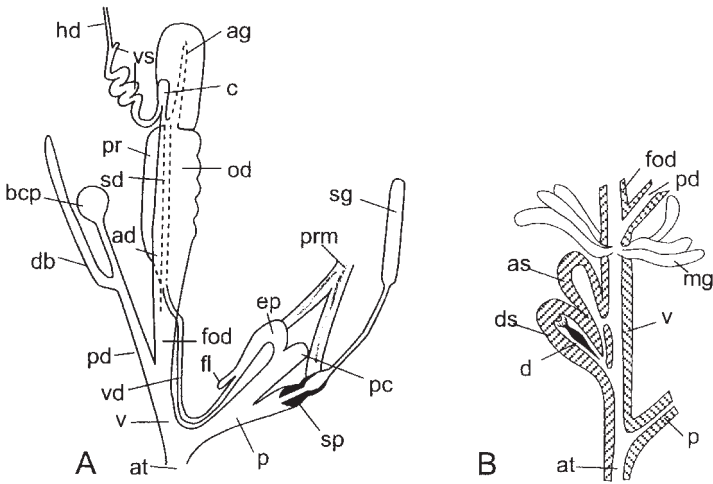 hd
vs
ag
c
pr
sd
od
bcp
ad
sg
prm
db
ep
fod
fl
pd
vd
pc
v
sp
p
A
at
fod
pd
as
mg
ds
v
d
p
B
at